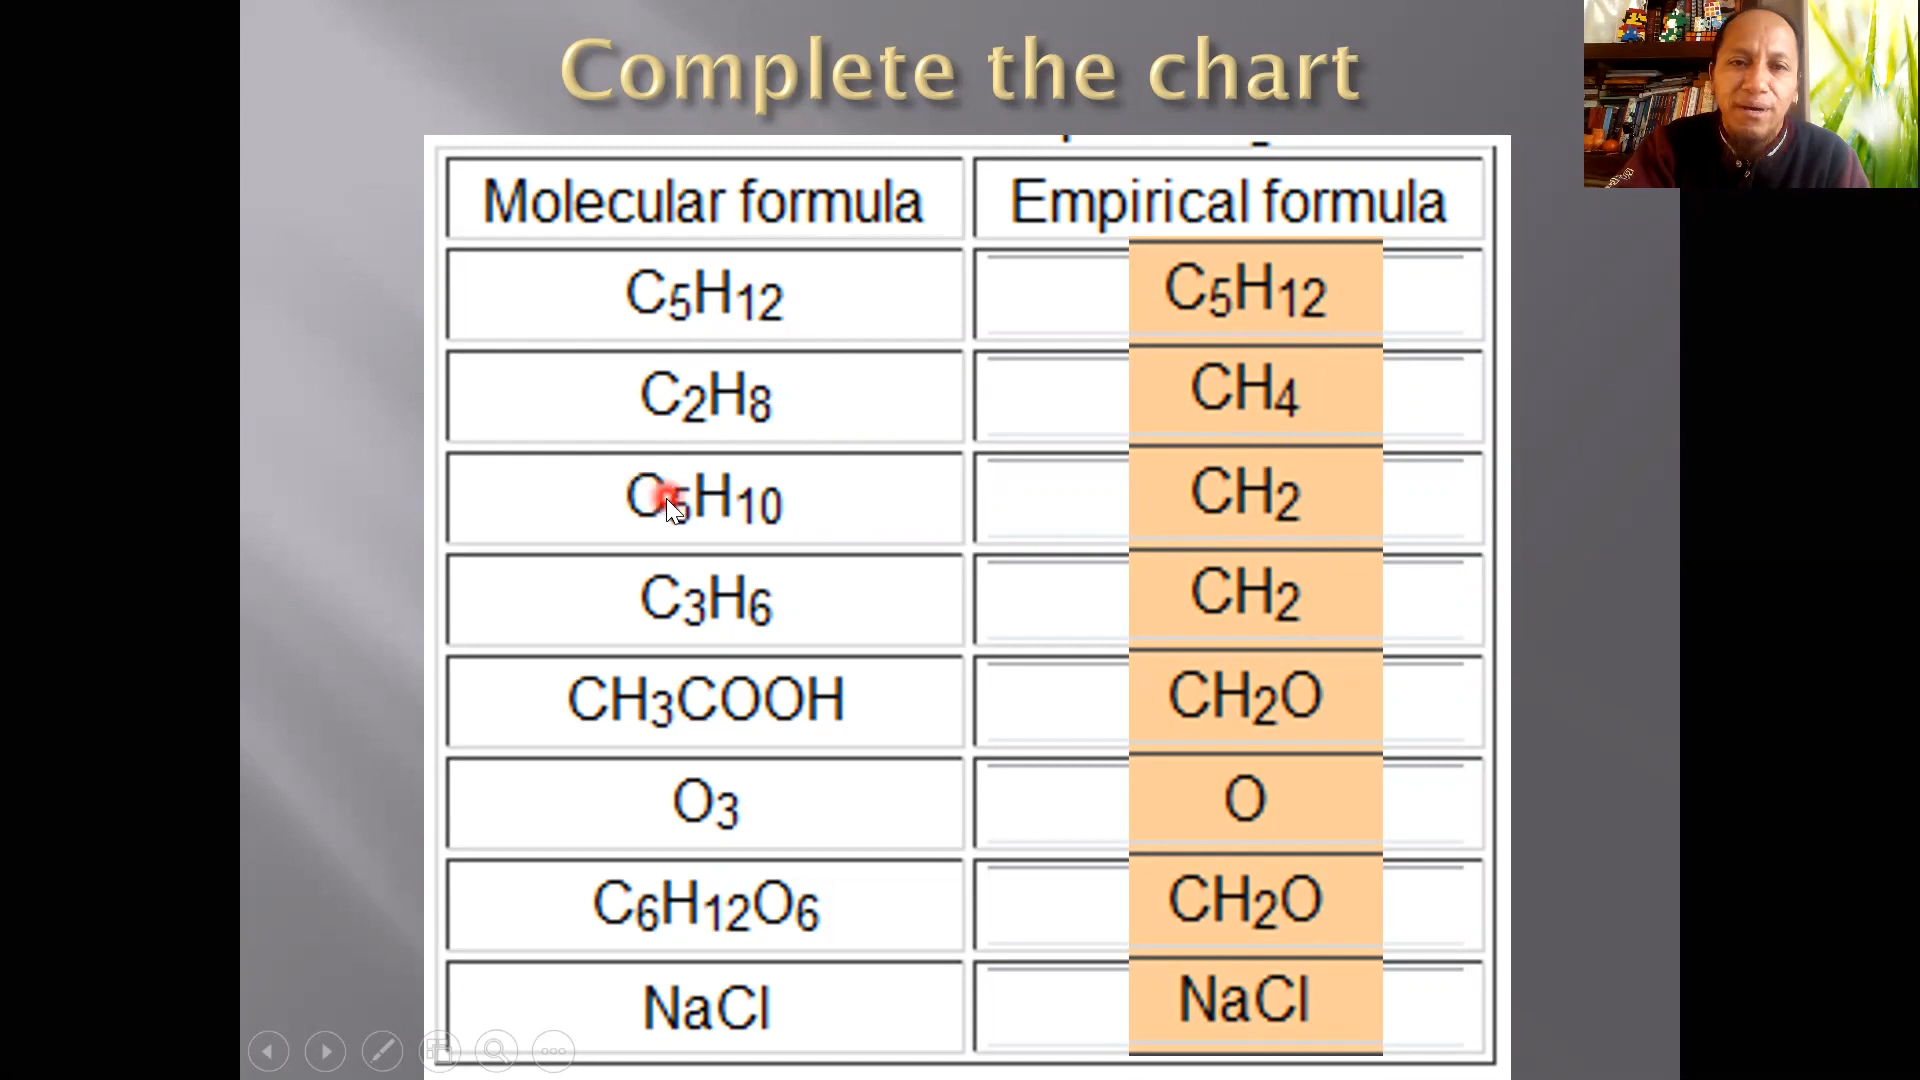 Complete the chart
Molecular formula Empirical formula
C5H12 C5H12
C2H8 CH4
C5H10 CH2
C3H6 CH2
CH3COOH CH2O
O3 O
C6H12O6 CH2O
NaCl NaCl